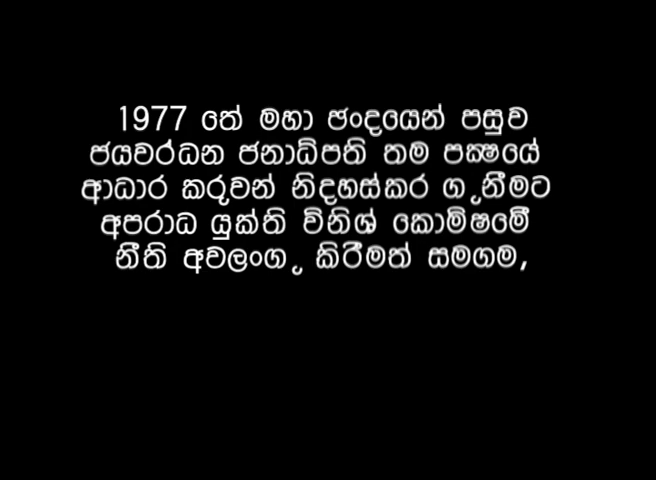 1977 තේ මහා ඡංදයෙන් පසුව
ජයවර්ධන ජනාධිපති තම පක්‍ෂයේ
ආධාර කරුවන් නිදහස්කර ග ැනීමට
අපරාධ යුක්ති විනිශ් කොමිෂමේ
නීති අවලංග ු කිරීමත් සමගම,